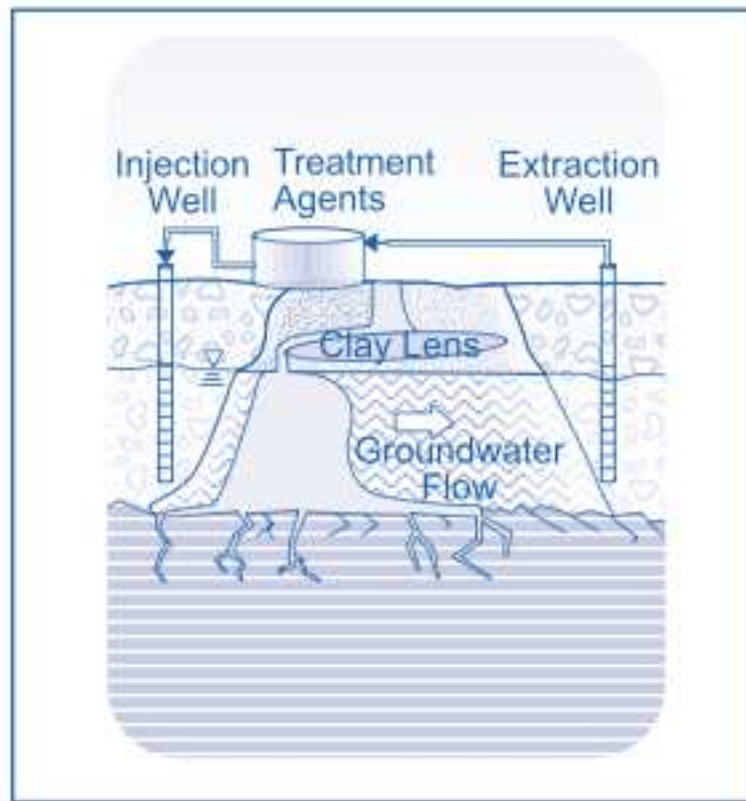 Injection
Well
Treatment
Agents
Extraction
Well
Clay Lens
Groundwater
Flow